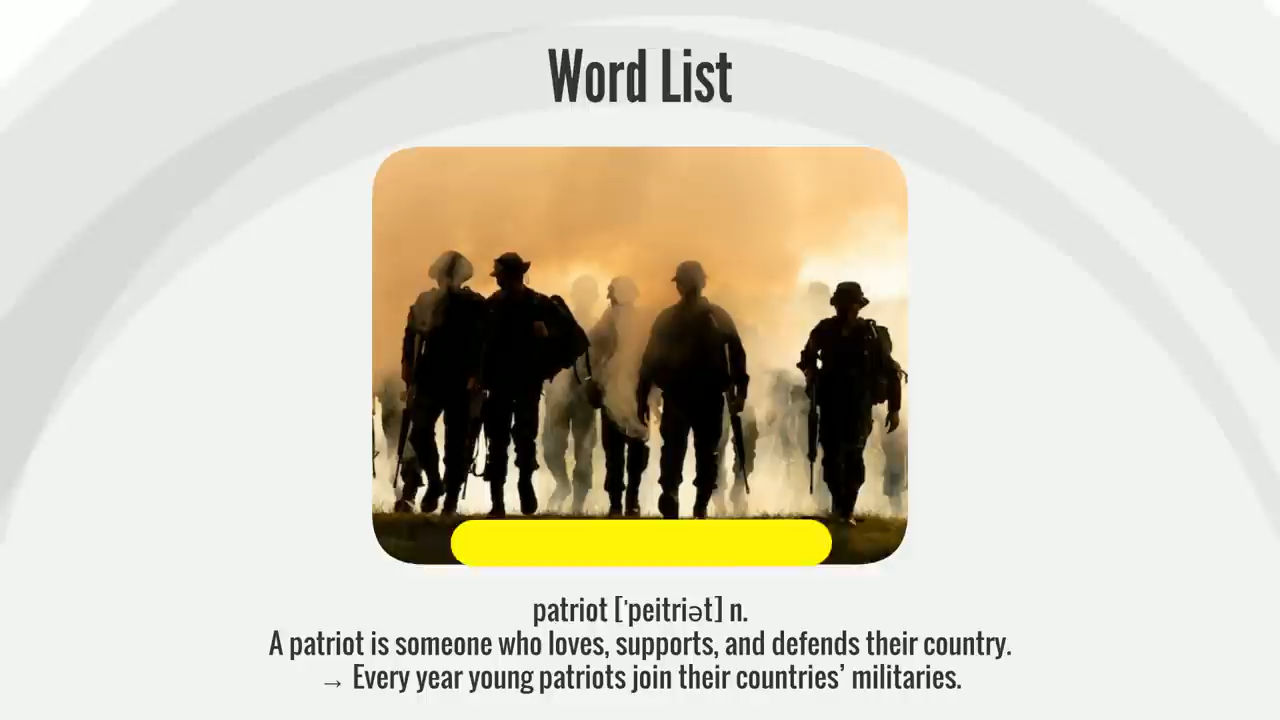 Word List
patriot [ˈpeitriət] n.
A patriot is someone who loves, supports, and defends their country.
→ Every year young patriots join their countries’ militaries.